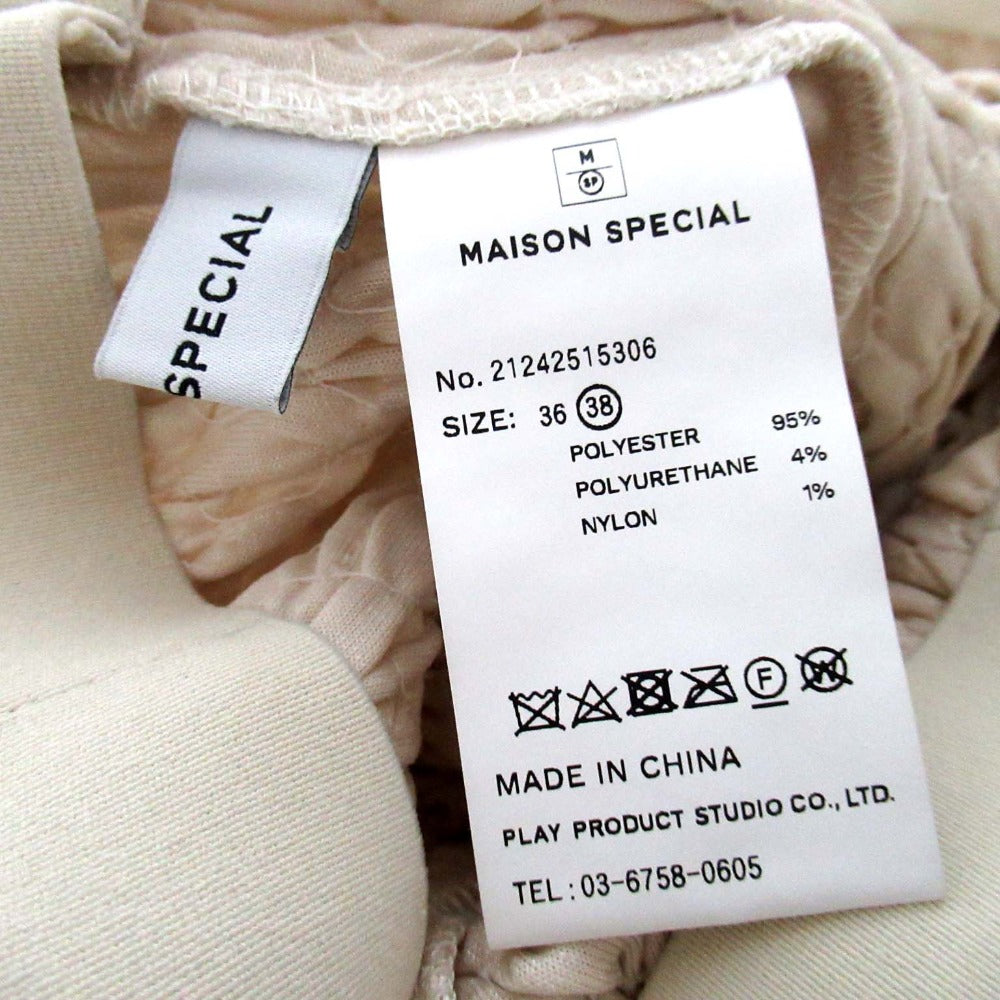 SPECIAL
M
SP
MAISON SPECIAL
No. 21242515306
SIZE: 36 38
POLYESTER 95%
POLYURETHANE 4%
NYLON 1%
F W
MADE IN CHINA
PLAY PRODUCT STUDIO CO., LTD.
TEL : 03-6758-0605